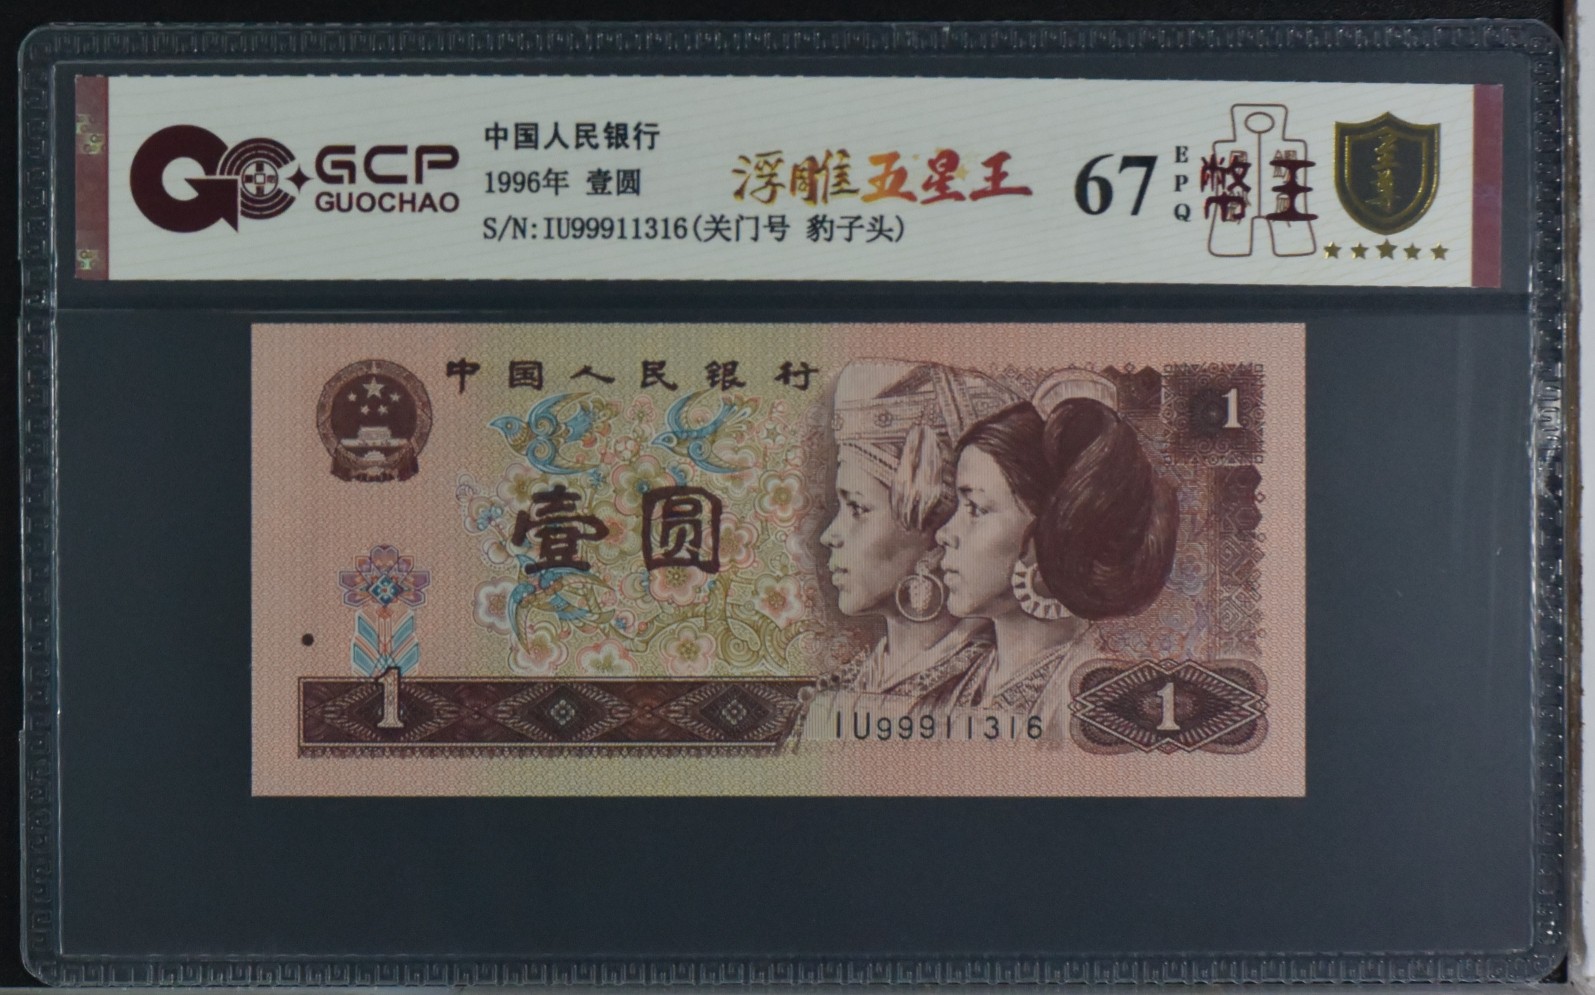 GCP
GUOCHAO
中国人民银行
1996年 壹圆
S/N:IU99911316(关门号 豹子头)
浮雕五星王
67
EPQ
至尊
中国人民银行
1
壹圆
1
IU99911316
1